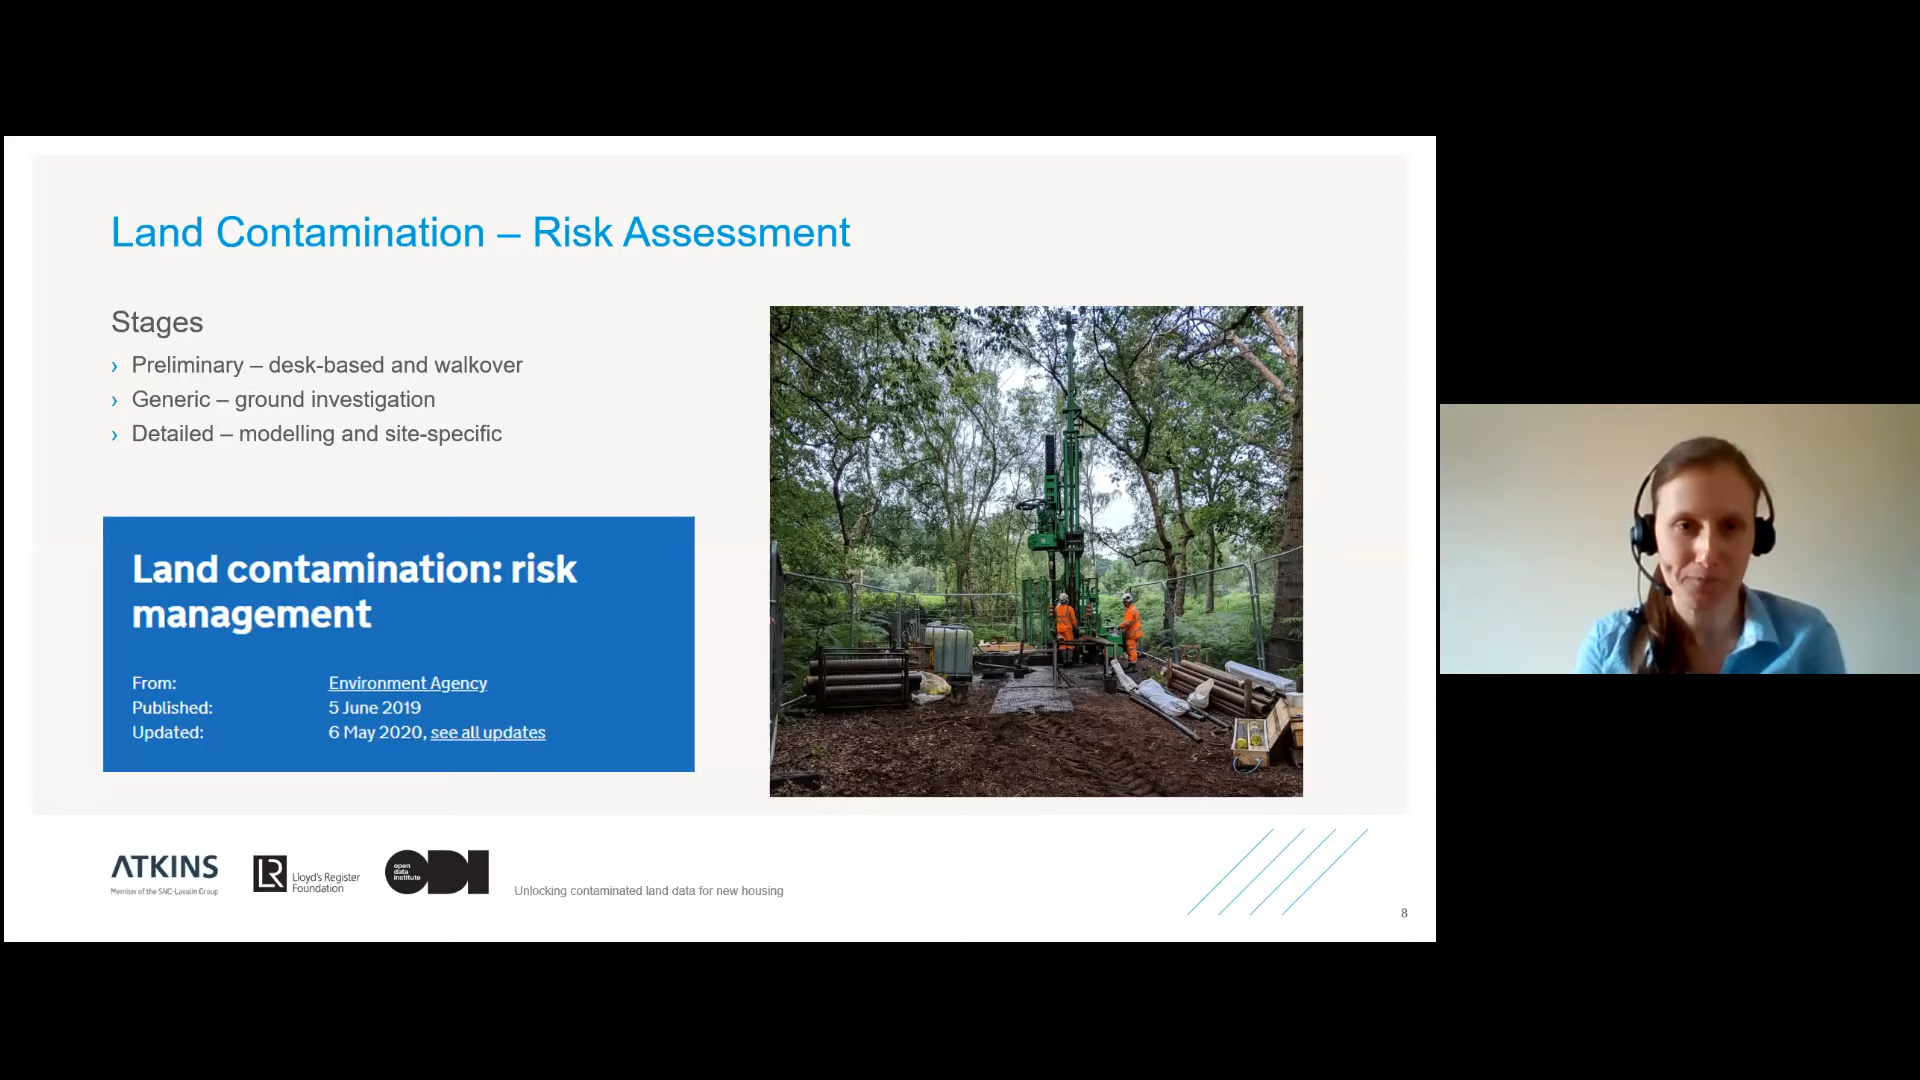 Land Contamination – Risk Assessment
Stages
› Preliminary – desk-based and walkover
› Generic – ground investigation
› Detailed – modelling and site-specific
Land contamination: risk
management
From: Environment Agency
Published: 5 June 2019
Updated: 6 May 2020, see all updates
ATKINS
Member of the SNC-Lavalin Group
LR
Lloyd's Register
Foundation
open
data
institute
ODI
Unlocking contaminated land data for new housing
8